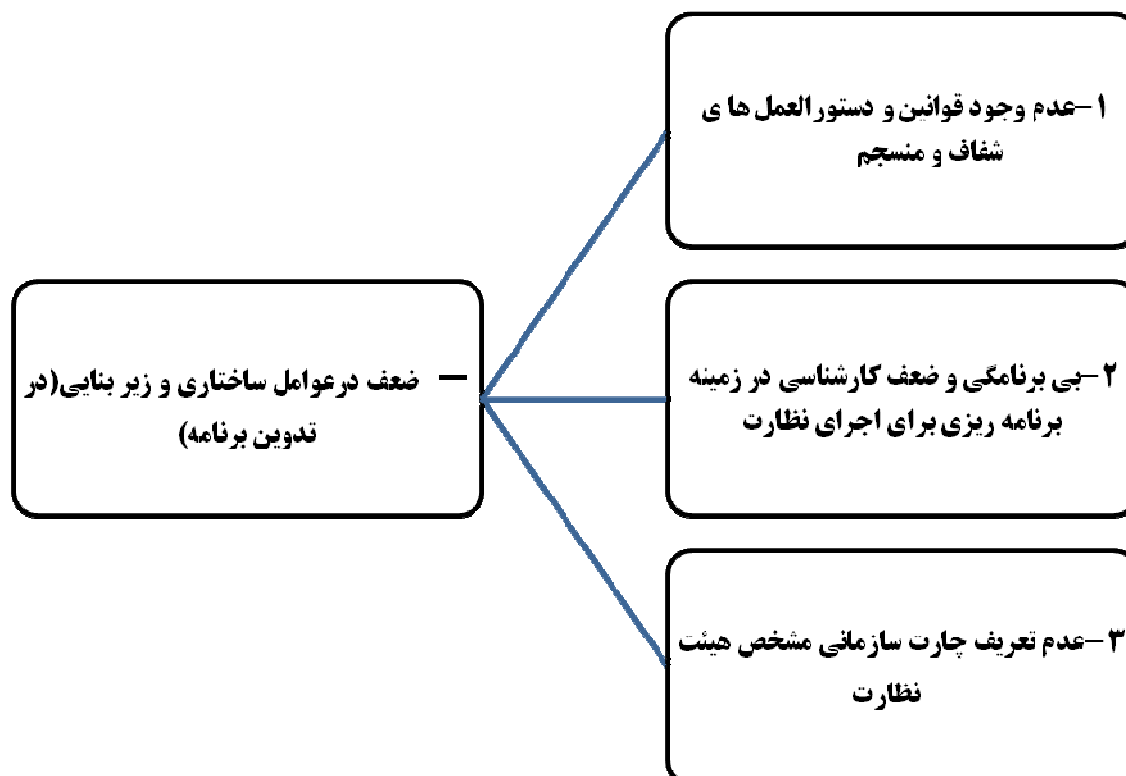 ۱-عدم وجود قوانین و دستورالعمل ها ی
شفاف و منسجم
— ضعف درعوامل ساختاری و زیر بنایی(در
تدوین برنامه)
۲-بی برنامگی و ضعف کارشناسی در زمینه
برنامه ریزی برای اجرای نظارت
۳-عدم تعریف چارت سازمانی مشخص هیئت
نظارت